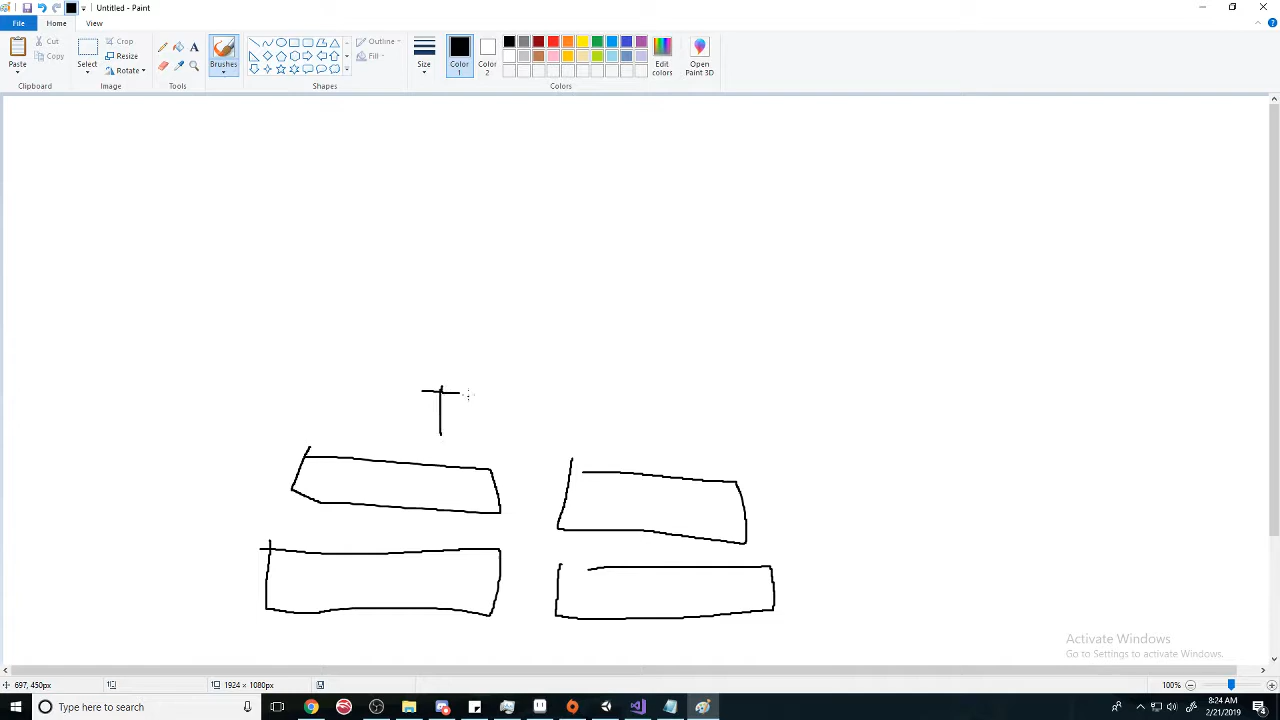 Untitled - Paint
File
Home
View
Paste
Cut
Copy
Clipboard
Select
Crop
Resize
Rotate
Image
A
Tools
Brushes
Outline
Fill
Shapes
Size
Color 1
Color 2
Edit colors
Open Paint 3D
Colors
T
Activate Windows
Go to Settings to activate Windows.
697, 450px
1924 × 1080px
100%
Type here to search
8:24 AM
2/21/2019